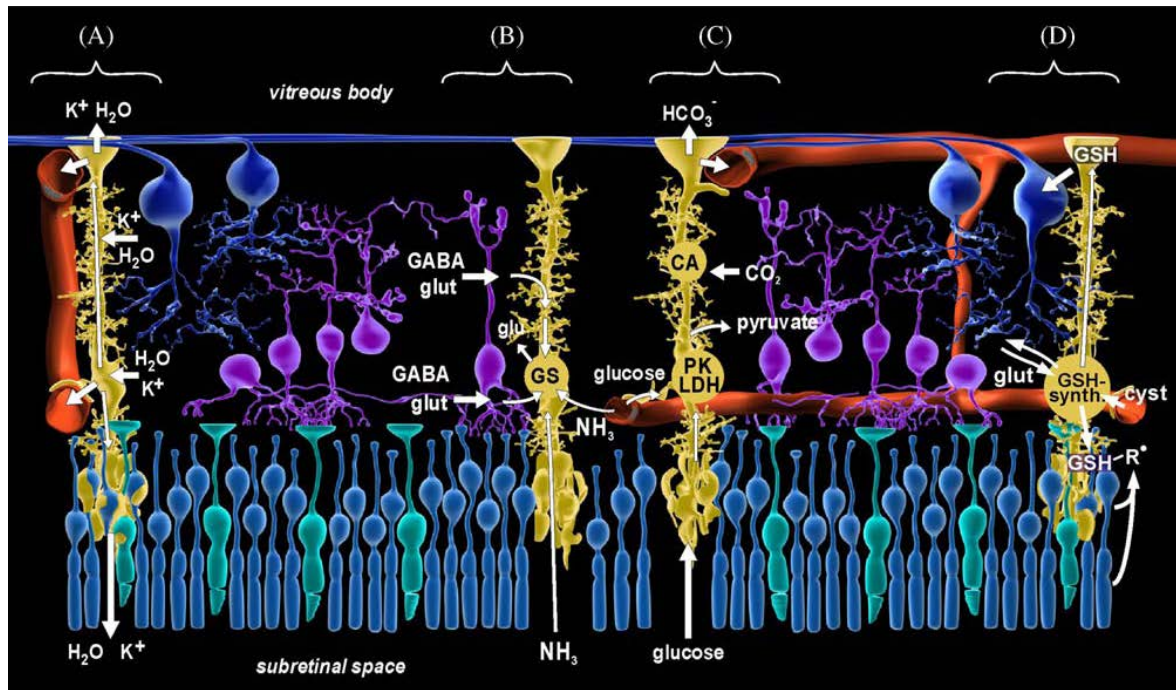 (A)
(B)
(C)
(D)
vitreous body
K⁺ H₂O
HCO₃⁻
GSH
K⁺
H₂O
GABA
glut
CA
CO₂
pyruvate
glu
H₂O
K⁺
GABA
glut
GS
glucose
PK
LDH
NH₃
glut
GSH-
synth.
cyst
GSH-R•
H₂O K⁺
subretinal space
NH₃
glucose